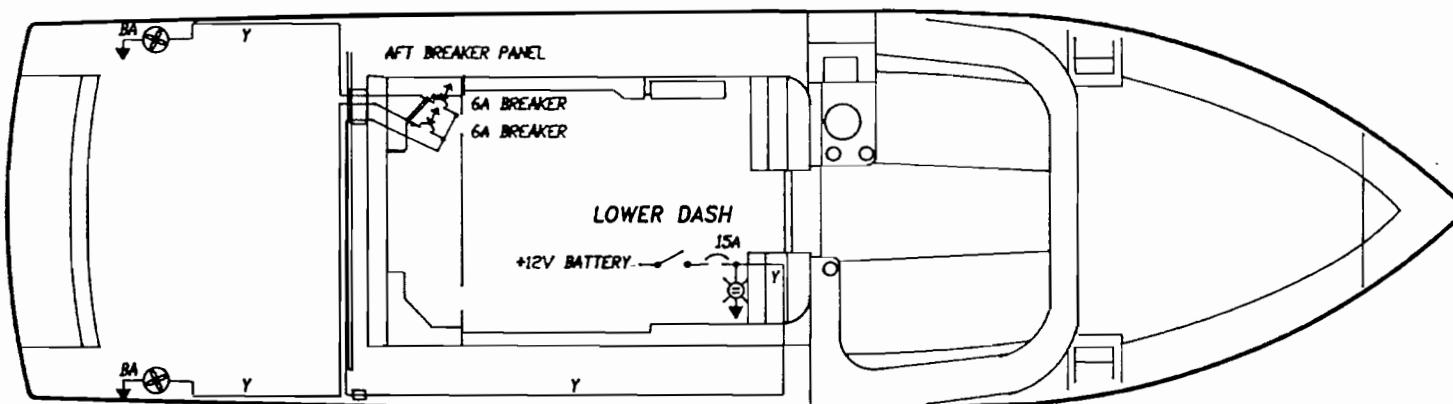 BA
Y
AFT BREAKER PANEL
6A BREAKER
6A BREAKER
LOWER DASH
15A
+12V BATTERY
Y
BA
Y
Y